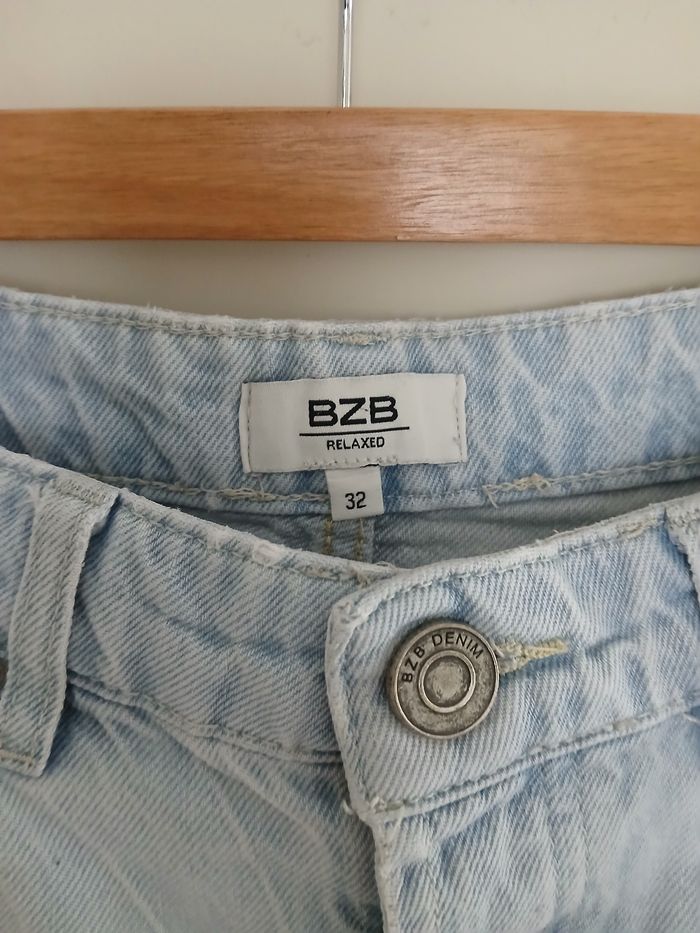 BZB
RELAXED
32
BZB DENIM